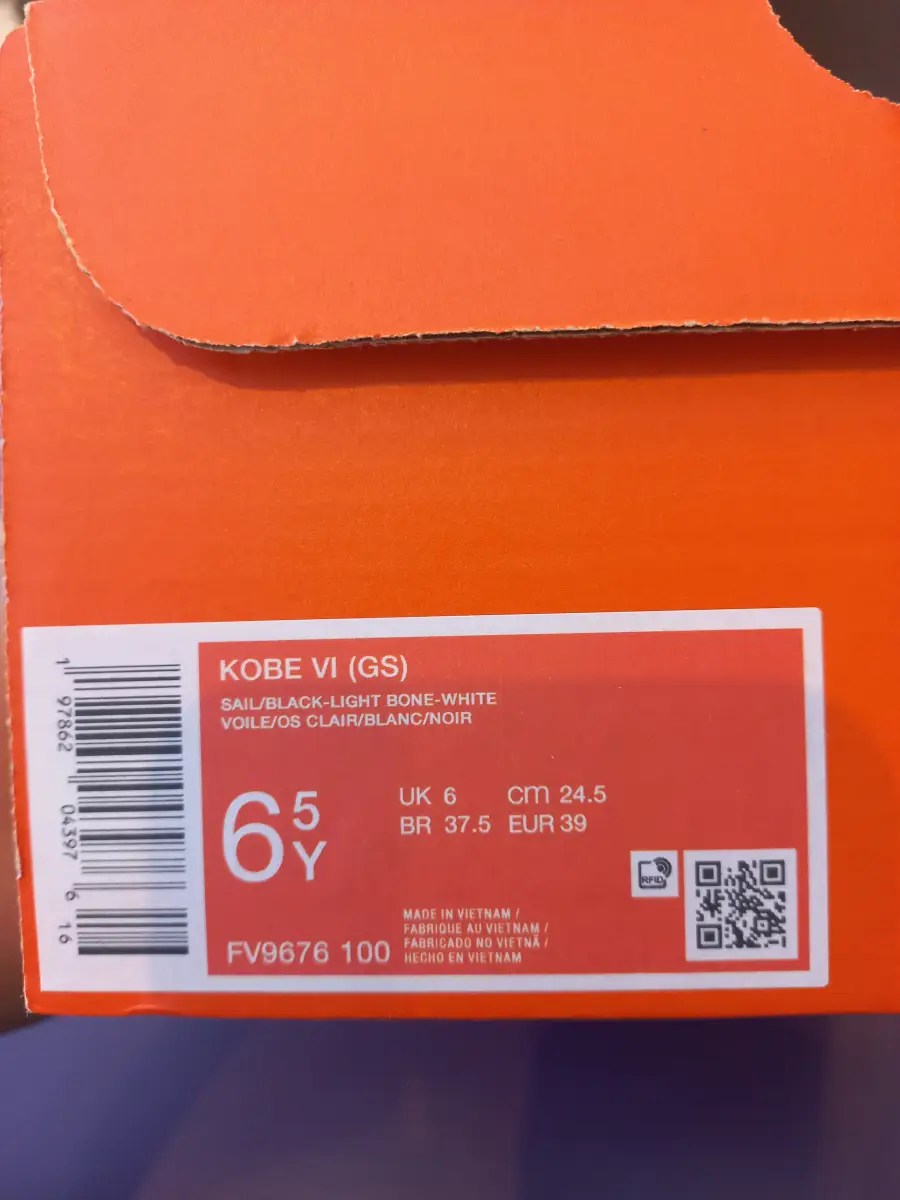 KOBE VI (GS)
SAIL/BLACK-LIGHT BONE-WHITE
VOILE/OS CLAIR/BLANC/NOIR
6 5 Y
UK 6 cm 24.5
BR 37.5 EUR 39
RFID
MADE IN VIETNAM /
FABRIQUE AU VIETNAM /
FABRICADO NO VIETNÃ /
HECHO EN VIETNAM
FV9676 100
1 97862 04397 6 16